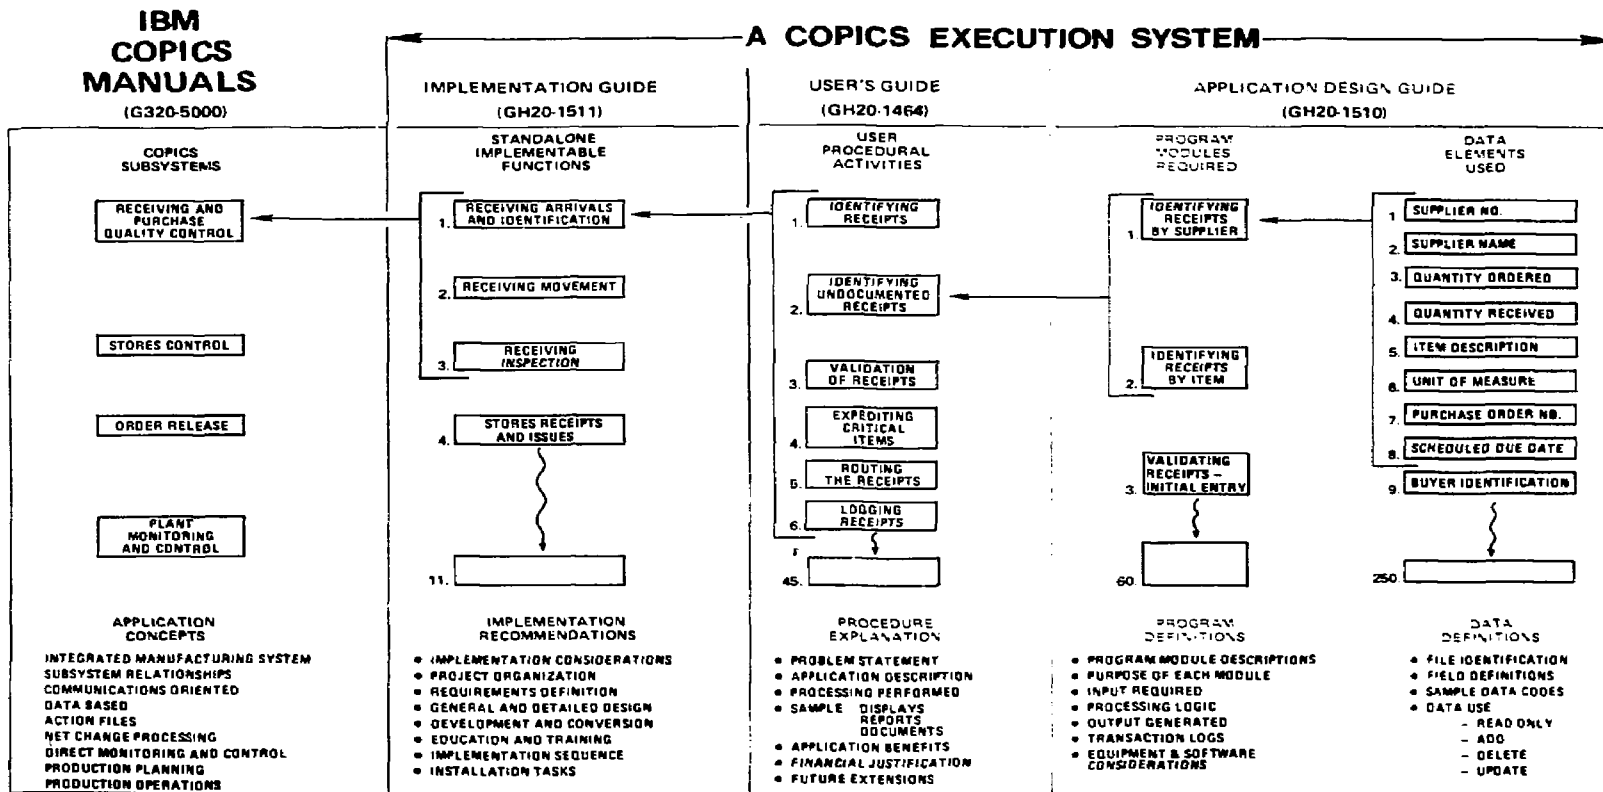 IBM
COPICS
MANUALS
(G320-5000)
A COPICS EXECUTION SYSTEM
IMPLEMENTATION GUIDE
(GH20-1511)
USER'S GUIDE
(GH20-1464)
APPLICATION DESIGN GUIDE
(GH20-1510)
COPICS
SUBSYSTEMS
RECEIVING AND
PURCHASE
QUALITY CONTROL
STORES CONTROL
ORDER RELEASE
PLANT
MONITORING
AND CONTROL
APPLICATION
CONCEPTS
INTEGRATED MANUFACTURING SYSTEM
SUBSYSTEM RELATIONSHIPS
COMMUNICATIONS ORIENTED
DATA BASED
ACTION FILES
NET CHANGE PROCESSING
DIRECT MONITORING AND CONTROL
PRODUCTION PLANNING
PRODUCTION OPERATIONS
STANDALONE
IMPLEMENTABLE
FUNCTIONS
1. RECEIVING ARRIVALS
AND IDENTIFICATION
2. RECEIVING MOVEMENT
3. RECEIVING
INSPECTION
4. STORES RECEIPTS
AND ISSUES
11.
IMPLEMENTATION
RECOMMENDATIONS
• IMPLEMENTATION CONSIDERATIONS
• PROJECT ORGANIZATION
• REQUIREMENTS DEFINITION
• GENERAL AND DETAILED DESIGN
• DEVELOPMENT AND CONVERSION
• EDUCATION AND TRAINING
• IMPLEMENTATION SEQUENCE
• INSTALLATION TASKS
USER
PROCEDURAL
ACTIVITIES
1. IDENTIFYING
RECEIPTS
2. IDENTIFYING
UNDOCUMENTED
RECEIPTS
3. VALIDATION
OF RECEIPTS
4. EXPEDITING
CRITICAL
ITEMS
5. ROUTING
THE RECEIPTS
6. LOGGING
RECEIPTS
45.
PROCEDURE
EXPLANATION
• PROBLEM STATEMENT
• APPLICATION DESCRIPTION
• PROCESSING PERFORMED
• SAMPLE DISPLAYS
REPORTS
DOCUMENTS
• APPLICATION BENEFITS
• FINANCIAL JUSTIFICATION
• FUTURE EXTENSIONS
PROGRAM
MODULES
REQUIRED
1. IDENTIFYING
RECEIPTS
BY SUPPLIER
2. IDENTIFYING
RECEIPTS
BY ITEM
3. VALIDATING
RECEIPTS –
INITIAL ENTRY
60.
PROGRAM
DEFINITIONS
• PROGRAM MODULE DESCRIPTIONS
• PURPOSE OF EACH MODULE
• INPUT REQUIRED
• PROCESSING LOGIC
• OUTPUT GENERATED
• TRANSACTION LOGS
• EQUIPMENT & SOFTWARE
CONSIDERATIONS
DATA
ELEMENTS
USED
1 SUPPLIER NO.
2. SUPPLIER NAME
3. QUANTITY ORDERED
4. QUANTITY RECEIVED
5. ITEM DESCRIPTION
6. UNIT OF MEASURE
7. PURCHASE ORDER NO.
8. SCHEDULED DUE DATE
9. BUYER IDENTIFICATION
250.
DATA
DEFINITIONS
• FILE IDENTIFICATION
• FIELD DEFINITIONS
• SAMPLE DATA CODES
• DATA USE
– READ ONLY
– ADD
– DELETE
– UPDATE